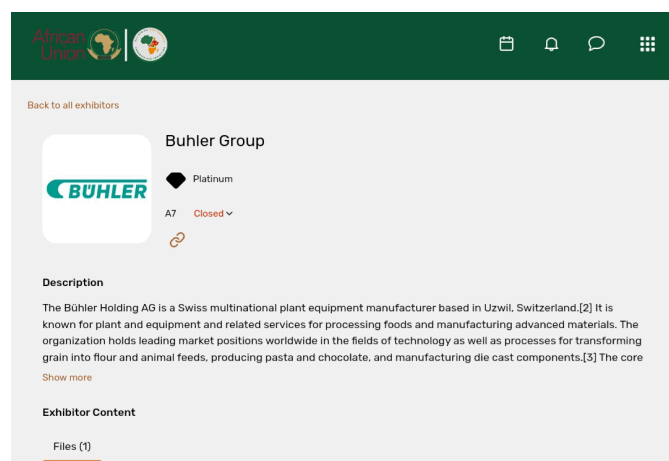 African
Union
Back to all exhibitors
Buhler Group
BÜHLER
Platinum
A7 Closed
Description
The Bühler Holding AG is a Swiss multinational plant equipment manufacturer based in Uzwil, Switzerland.[2] It is
known for plant and equipment and related services for processing foods and manufacturing advanced materials. The
organization holds leading market positions worldwide in the fields of technology as well as processes for transforming
grain into flour and animal feeds, producing pasta and chocolate, and manufacturing die cast components.[3] The core
Show more
Exhibitor Content
Files (1)